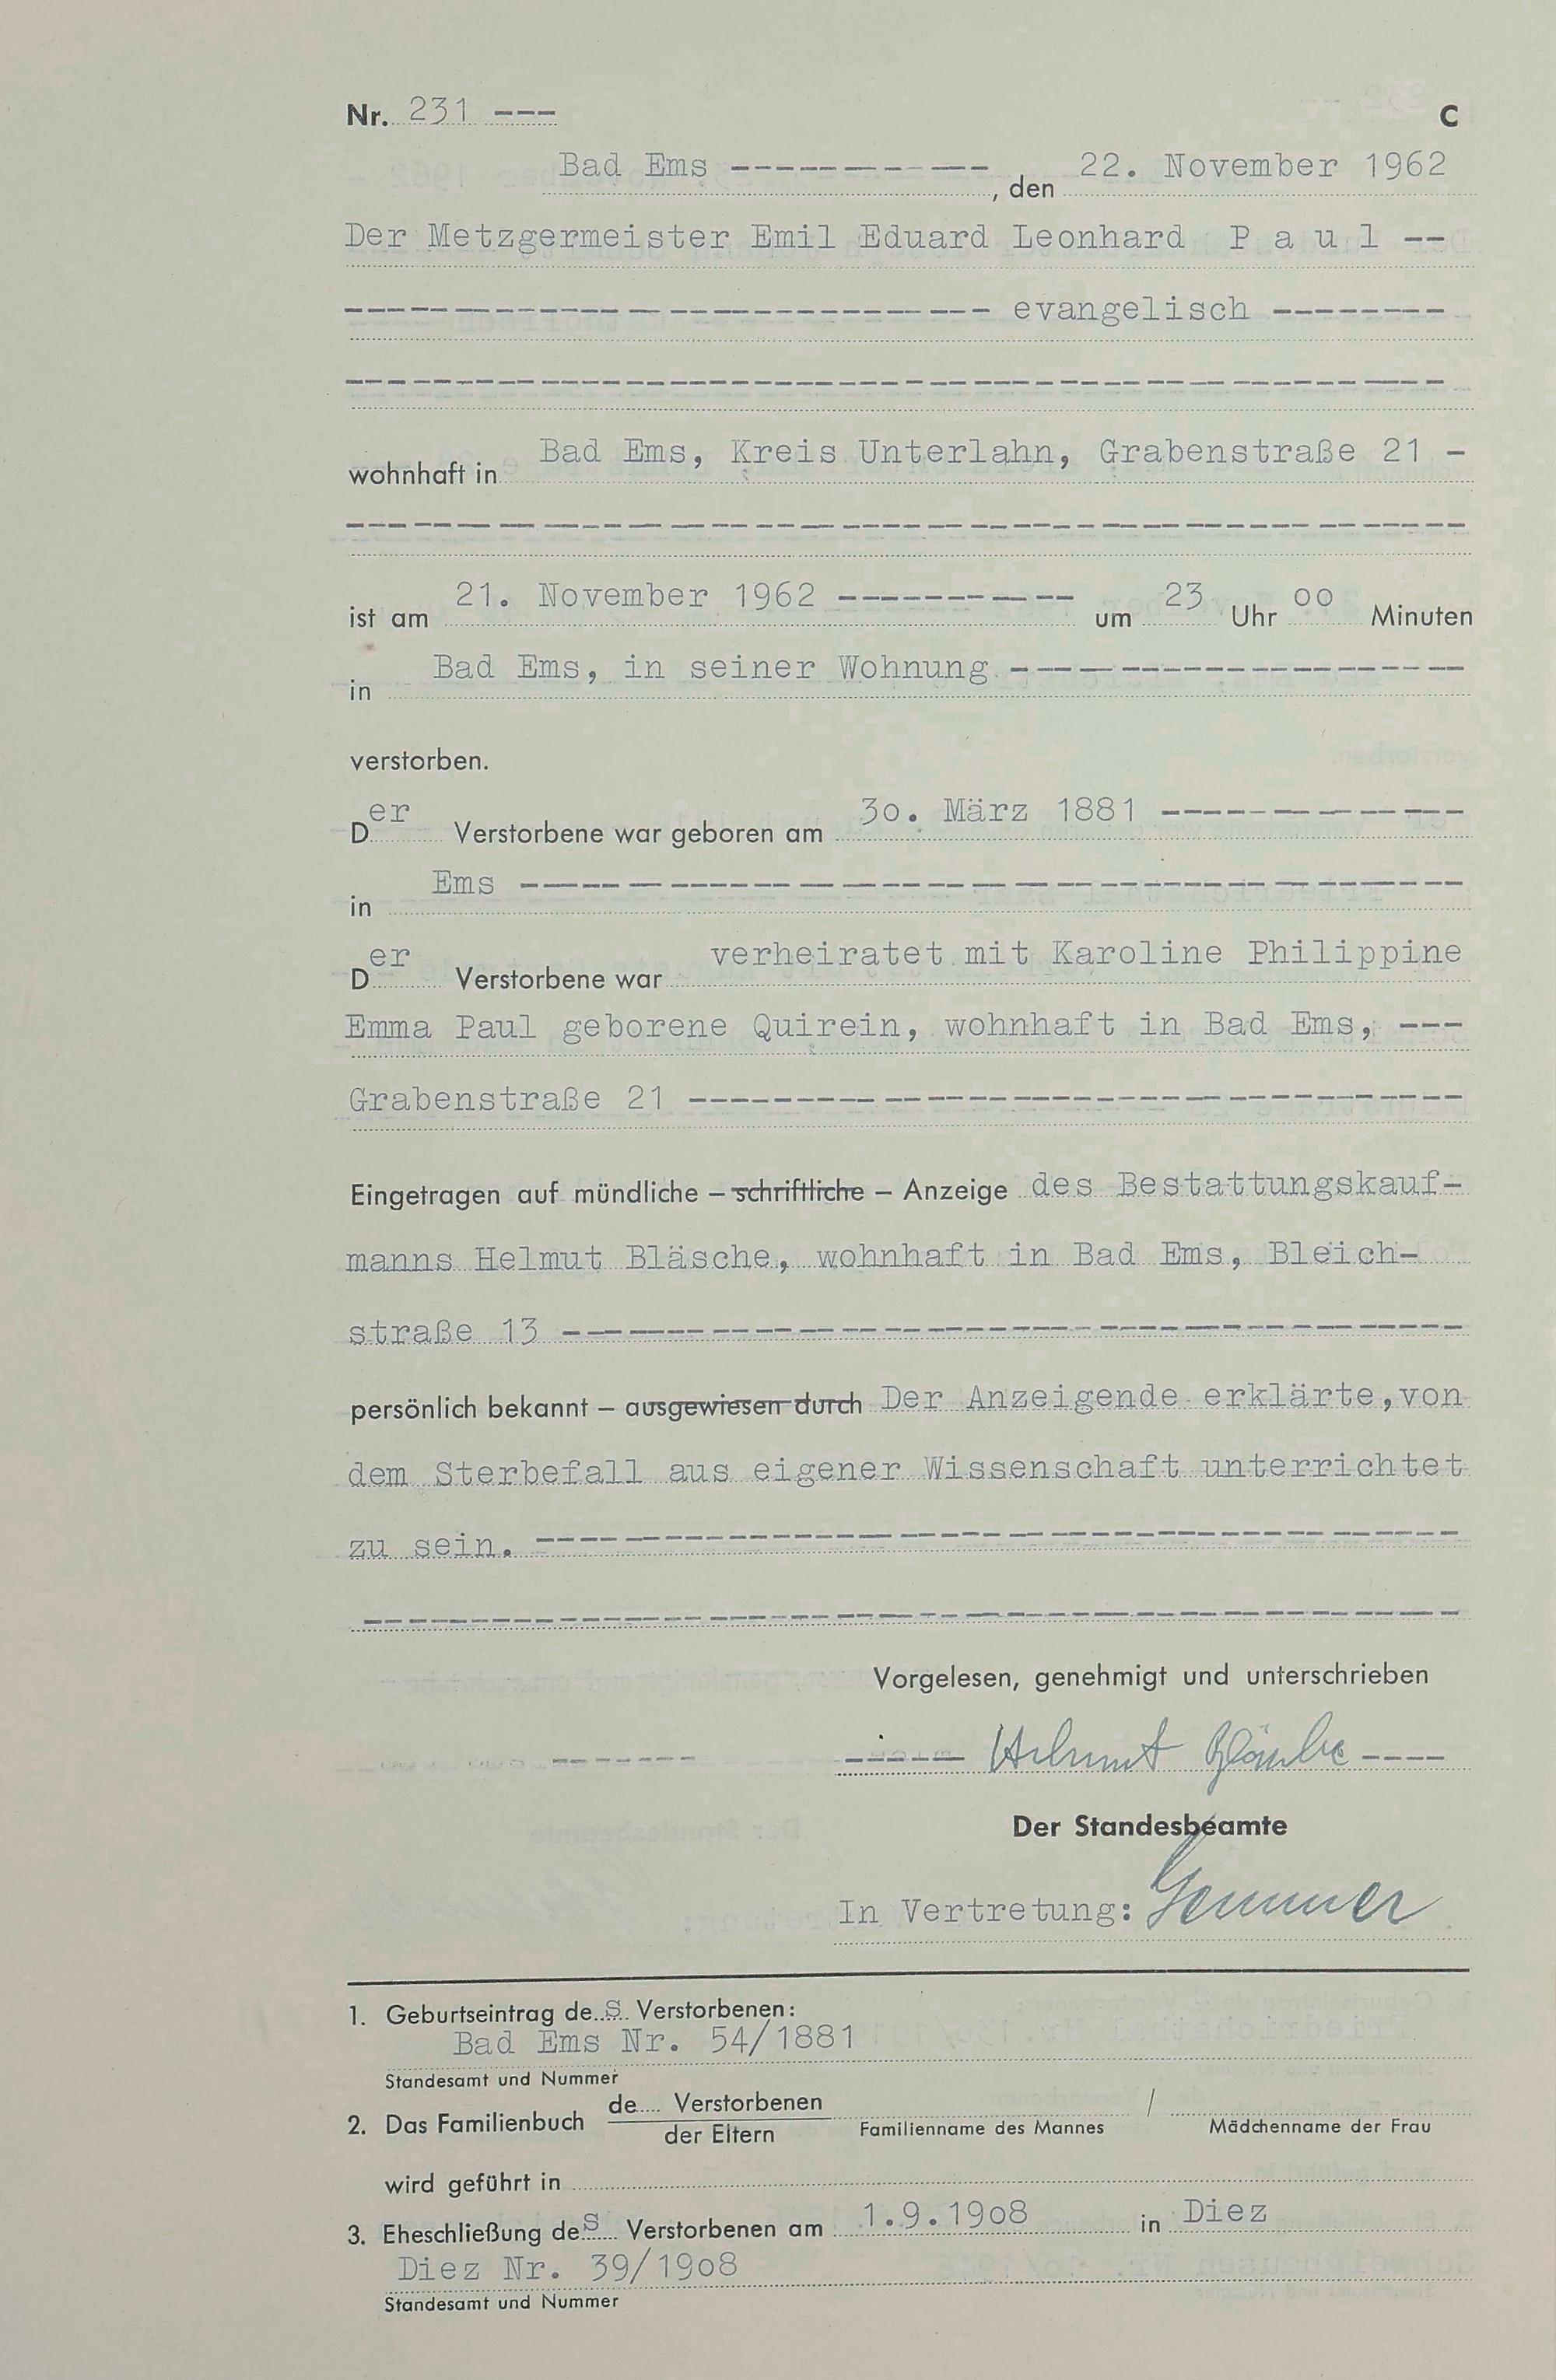 Nr. 231 --- C
Bad Ems ------------, den 22. November 1962
Der Metzgermeister Emil Eduard Leonhard P a u l --
------------------------------ evangelisch --------
----------------------------------------------------
wohnhaft in Bad Ems, Kreis Unterlahn, Grabenstraße 21 -
----------------------------------------------------
ist am 21. November 1962 ----------- um 23 Uhr oo Minuten
in Bad Ems, in seiner Wohnung ---------------------
verstorben.
Der Verstorbene war geboren am 3o. März 1881 --------------
in Ems --------------------------------------------
Der Verstorbene war verheiratet mit Karoline Philippine
Emma Paul geborene Quirein, wohnhaft in Bad Ems, ---
Grabenstraße 21 ------------------------------------
Eingetragen auf mündliche – schriftliche – Anzeige des Bestattungskauf-
manns Helmut Bläsche, wohnhaft in Bad Ems, Bleich-
straße 13 ------------------------------------------
persönlich bekannt – ausgewiesen durch Der Anzeigende erklärte, von
dem Sterbefall aus eigener Wissenschaft unterrichtet
zu sein. -------------------------------------------
----------------------------------------------------
Vorgelesen, genehmigt und unterschrieben
------ Helmut Bläsche ----
Der Standesbeamte
In Vertretung: Gemmer
1. Geburtseintrag des Verstorbenen:
Bad Ems Nr. 54/1881
Standesamt und Nummer
2. Das Familienbuch de.... Verstorbenen / der Eltern Familienname des Mannes / Mädchenname der Frau
wird geführt in
3. Eheschließung des Verstorbenen am 1.9.19o8 in Diez
Diez Nr. 39/19o8
Standesamt und Nummer